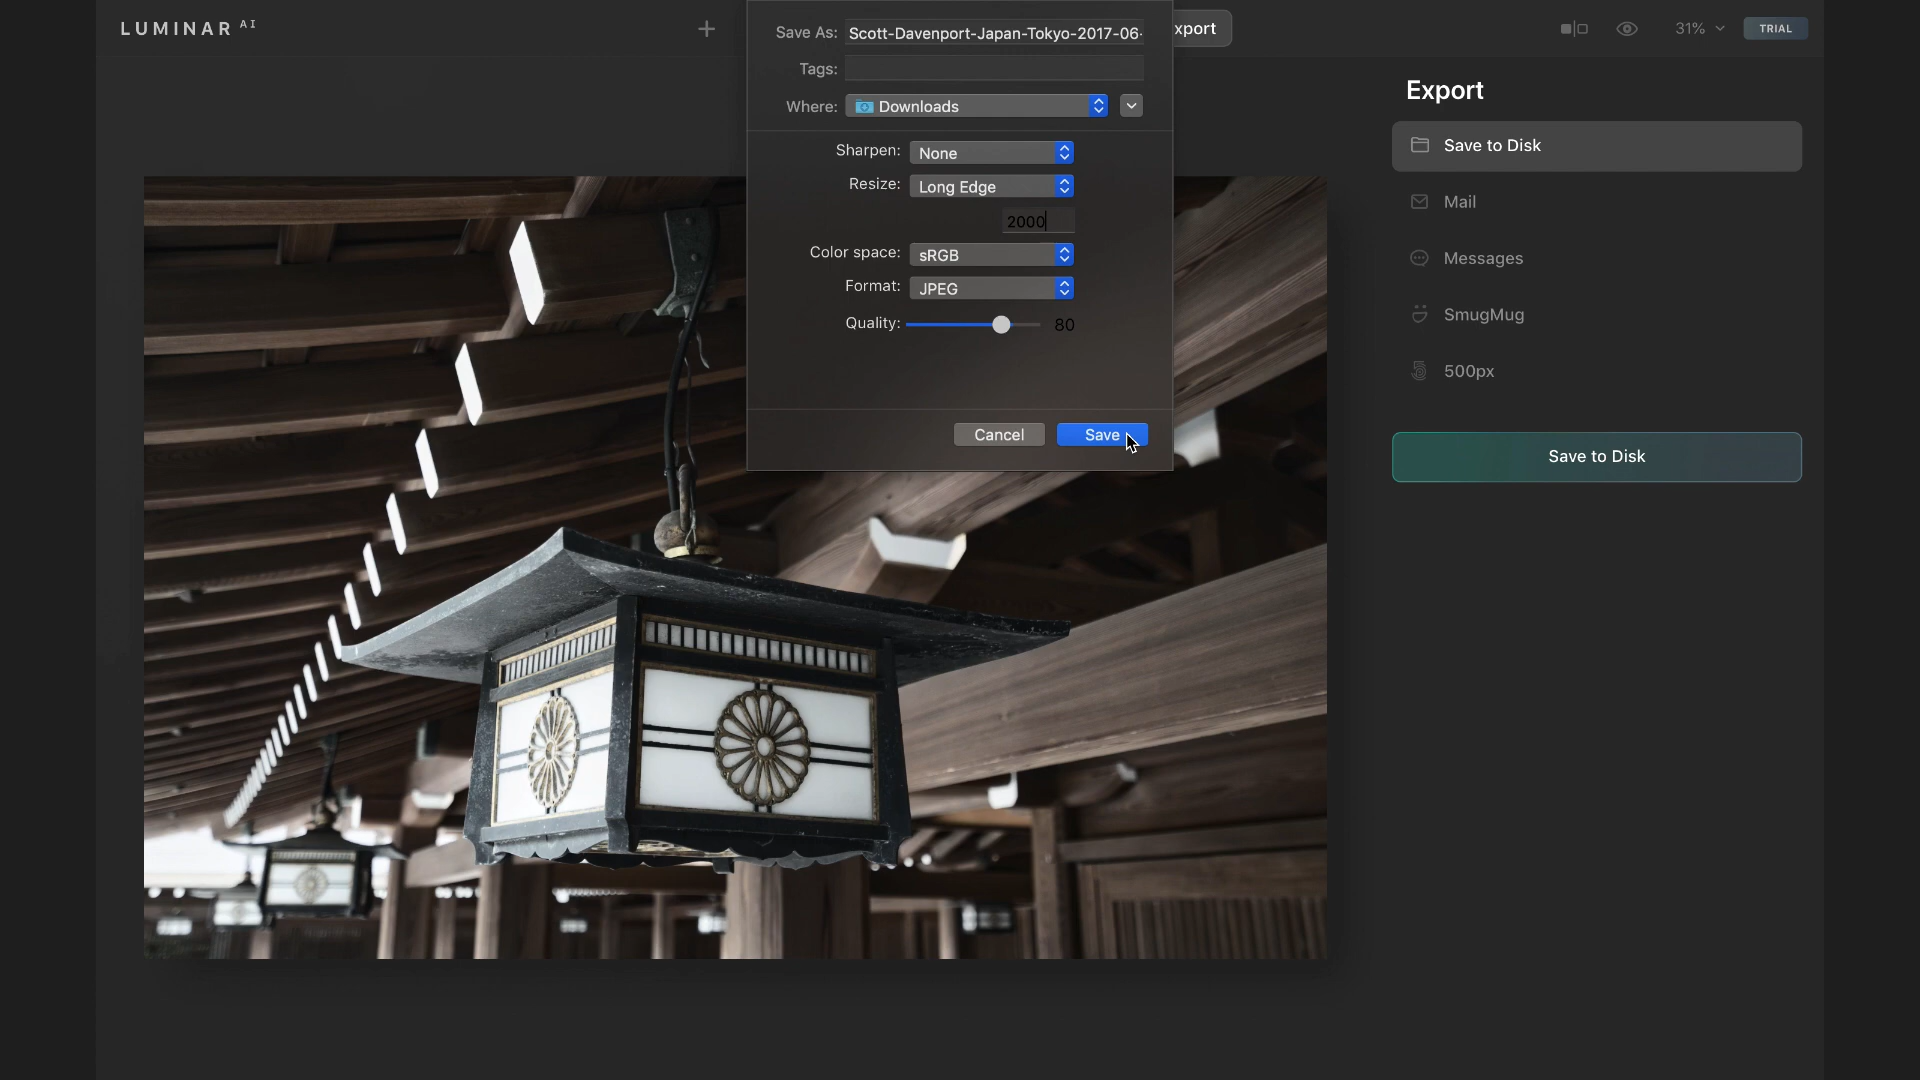 LUMINAR AI
+
xport
31%
TRIAL
Save As: Scott-Davenport-Japan-Tokyo-2017-06-
Tags:
Where: Downloads
Sharpen: None
Resize: Long Edge
2000
Color space: sRGB
Format: JPEG
Quality: 80
Cancel Save
Export
Save to Disk
Mail
Messages
SmugMug
500px
Save to Disk